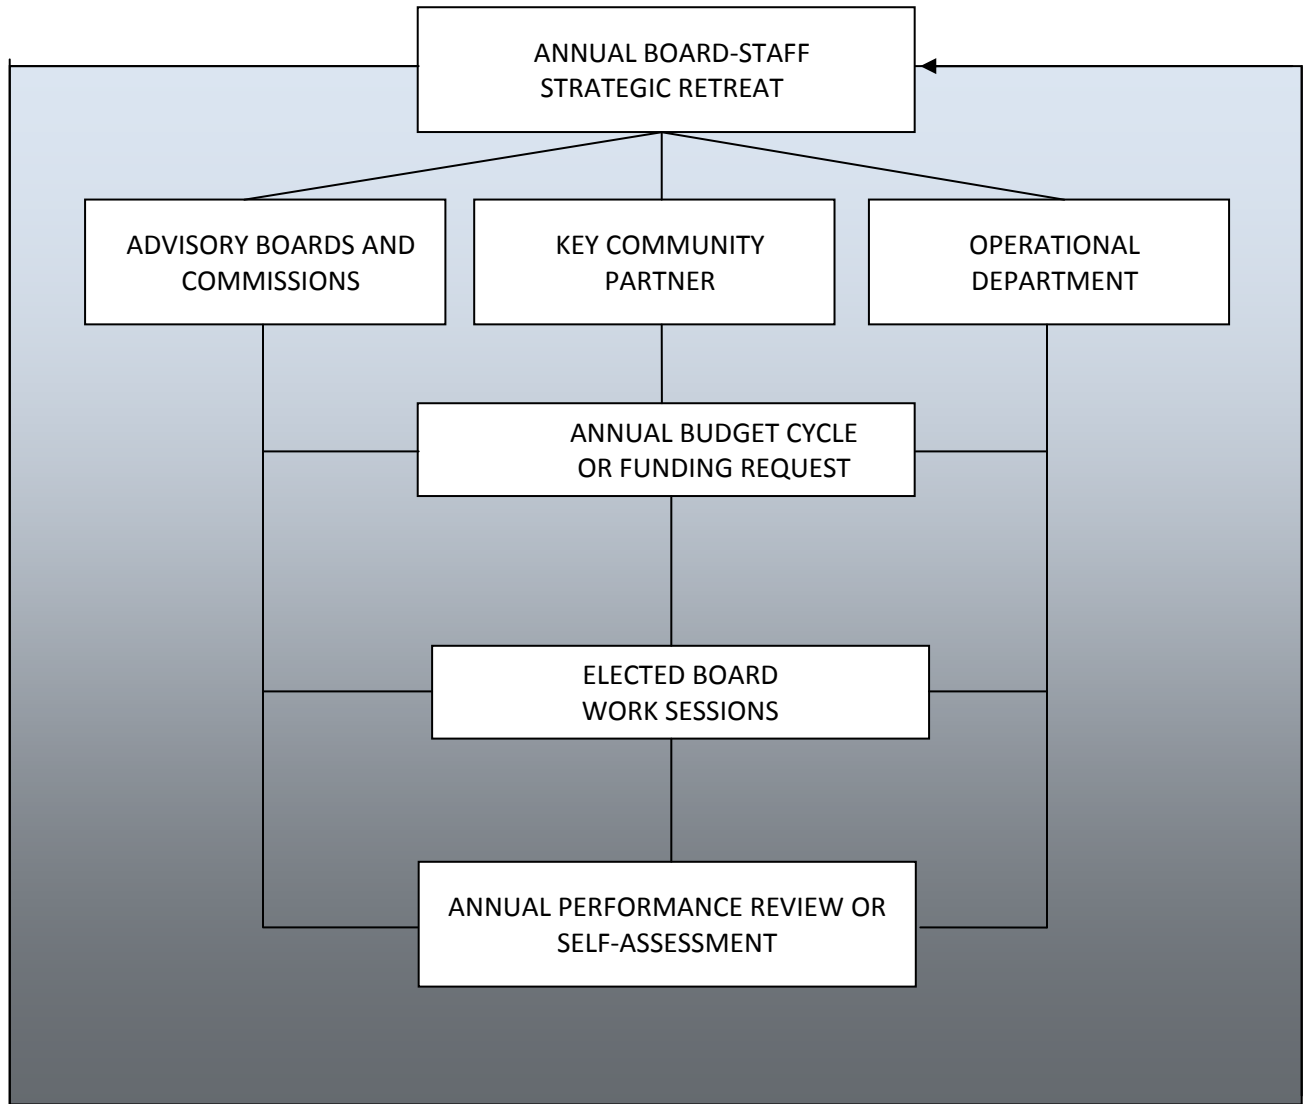 ANNUAL BOARD-STAFF
STRATEGIC RETREAT
ADVISORY BOARDS AND
COMMISSIONS
KEY COMMUNITY
PARTNER
OPERATIONAL
DEPARTMENT
ANNUAL BUDGET CYCLE
OR FUNDING REQUEST
ELECTED BOARD
WORK SESSIONS
ANNUAL PERFORMANCE REVIEW OR
SELF-ASSESSMENT